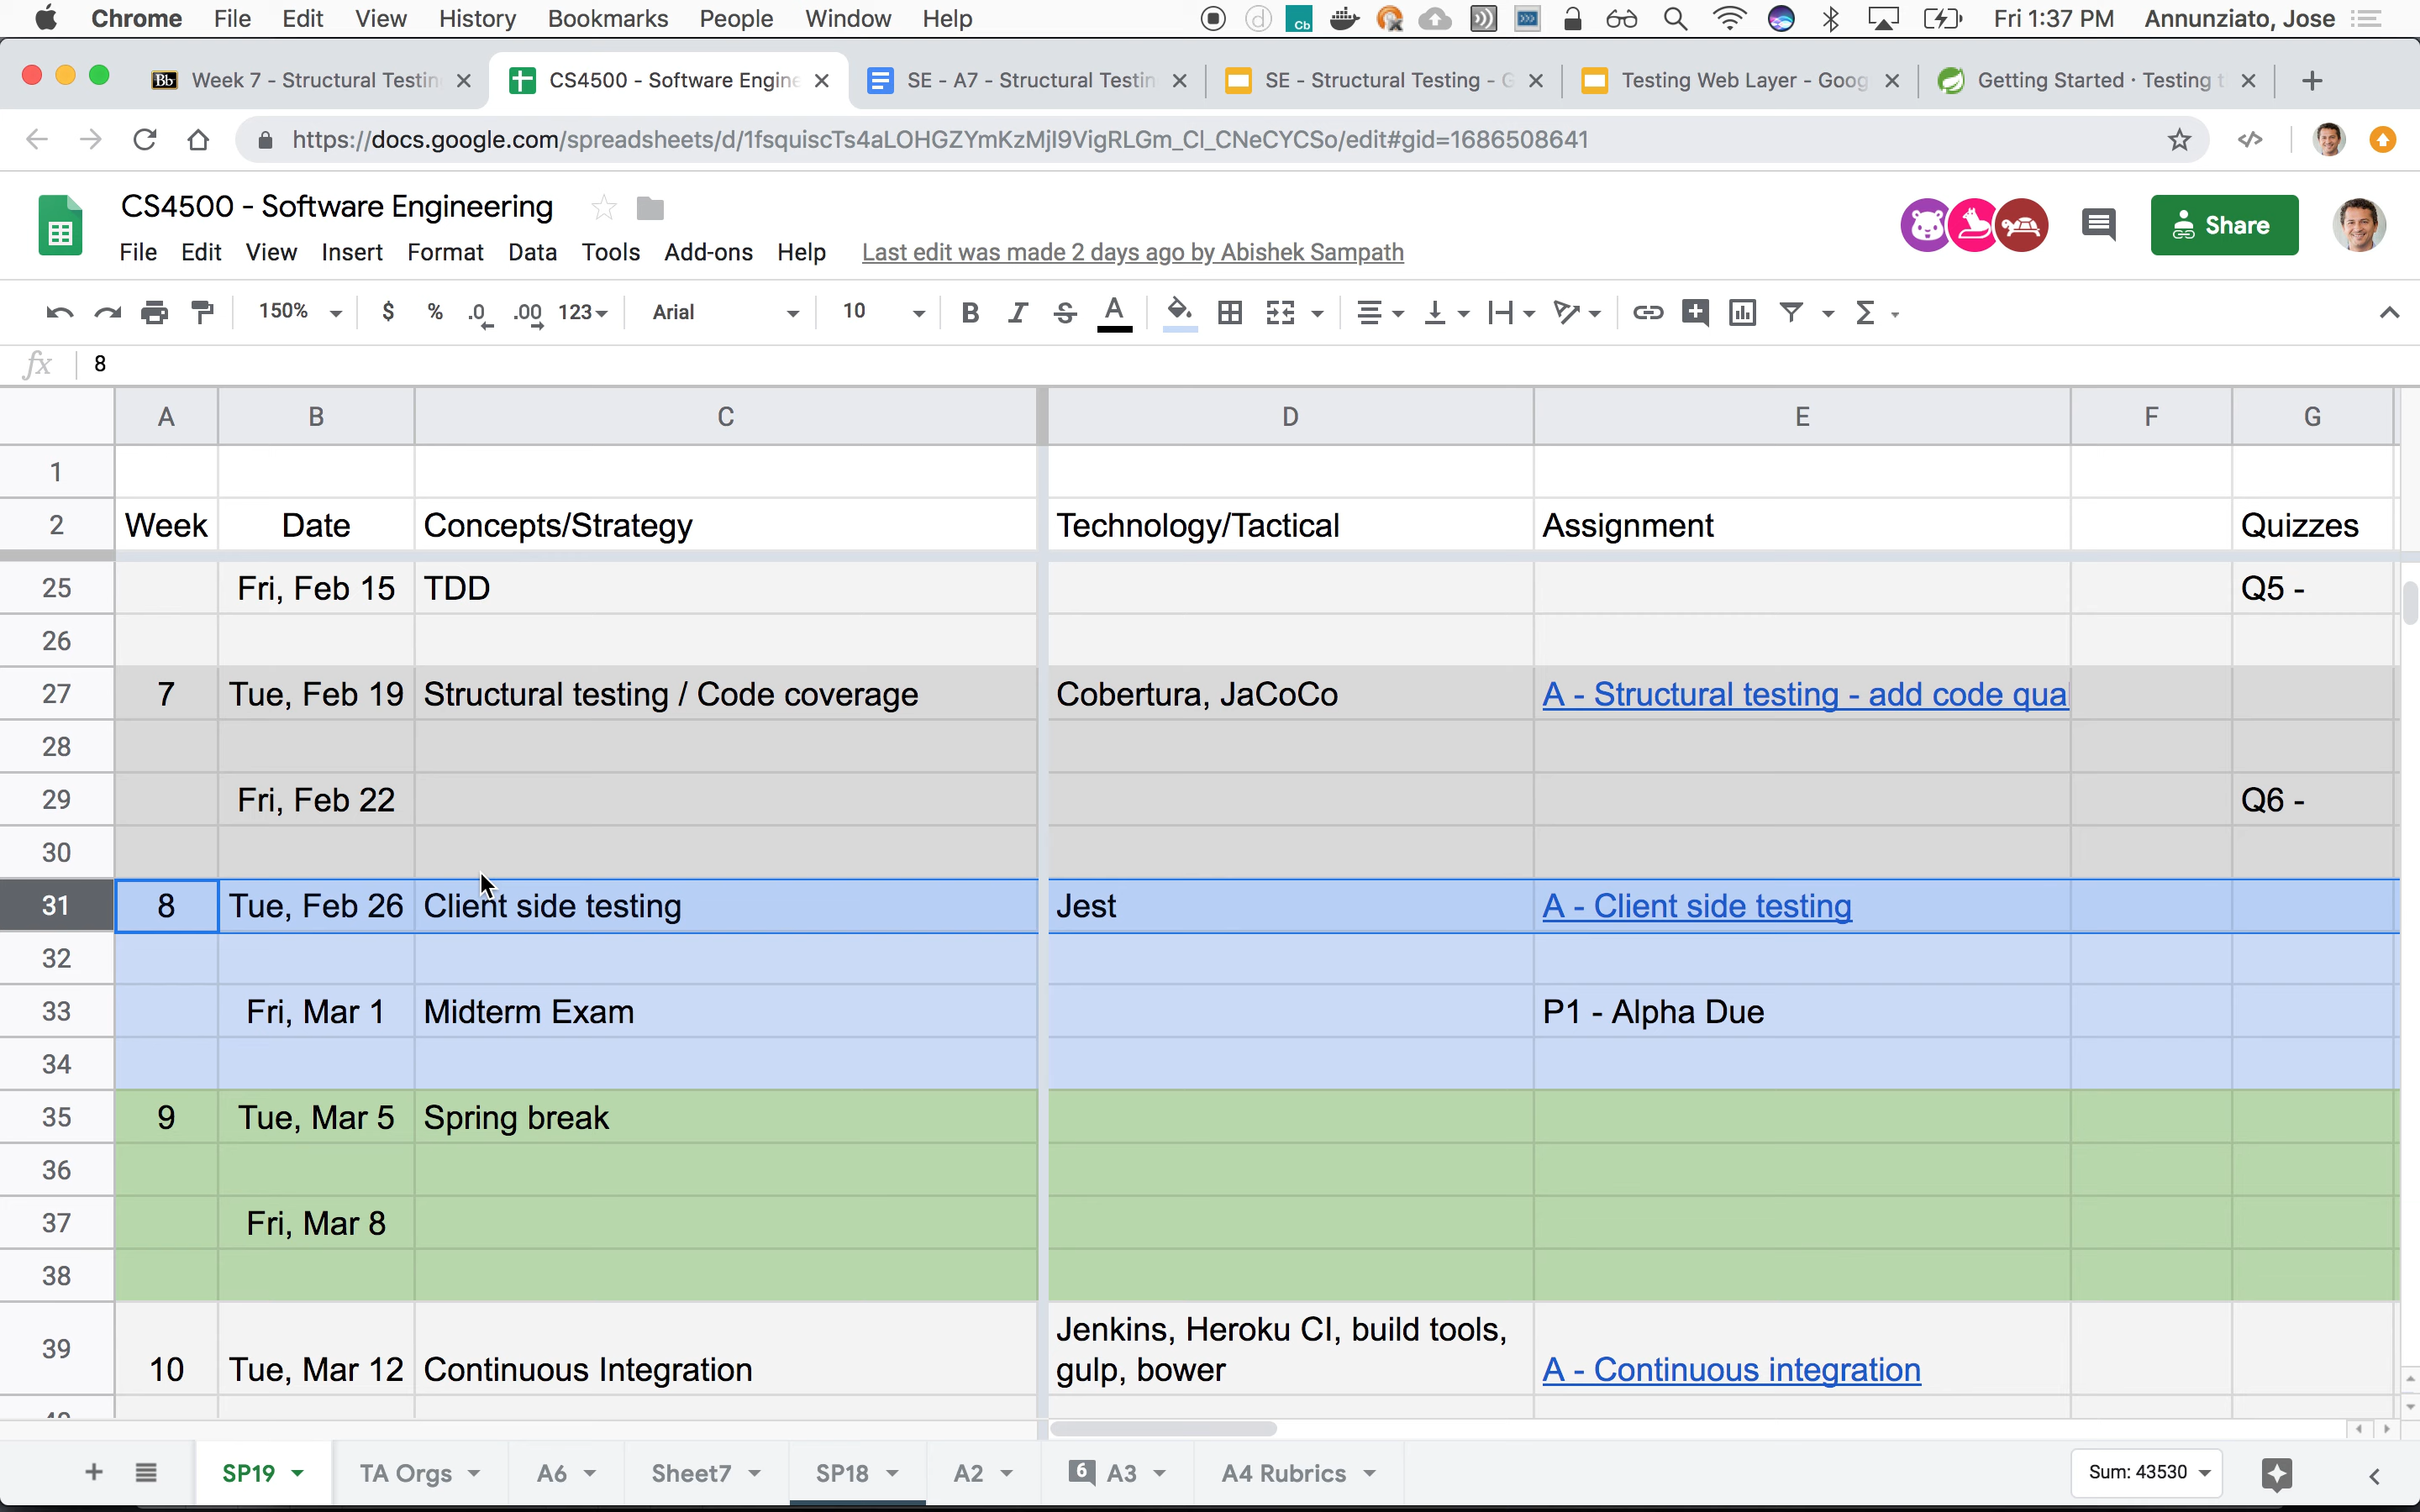 Chrome File Edit View History Bookmarks People Window Help Cb Fri 1:37 PM Annunziato, Jose
Bb Week 7 - Structural Testin CS4500 - Software Engine SE - A7 - Structural Testin SE - Structural Testing - G Testing Web Layer - Goog Getting Started · Testing t
https://docs.google.com/spreadsheets/d/1fsquiscTs4aLOHGZYmKzMjI9VigRLGm_Cl_CNeCYCSo/edit#gid=1686508641
CS4500 - Software Engineering
File Edit View Insert Format Data Tools Add-ons Help Last edit was made 2 days ago by Abishek Sampath
Share
150% $ % .0 .00 123 Arial 10 B I S A
fx 8
A B C D E F G
1
2 Week Date Concepts/Strategy Technology/Tactical Assignment Quizzes
25 Fri, Feb 15 TDD Q5 -
26
27 7 Tue, Feb 19 Structural testing / Code coverage Cobertura, JaCoCo A - Structural testing - add code qual
28
29 Fri, Feb 22 Q6 -
30
31 8 Tue, Feb 26 Client side testing Jest A - Client side testing
32
33 Fri, Mar 1 Midterm Exam P1 - Alpha Due
34
35 9 Tue, Mar 5 Spring break
36
37 Fri, Mar 8
38
39 10 Tue, Mar 12 Continuous Integration Jenkins, Heroku CI, build tools,
gulp, bower A - Continuous integration
40
SP19 TA Orgs A6 Sheet7 SP18 A2 6 A3 A4 Rubrics Sum: 43530